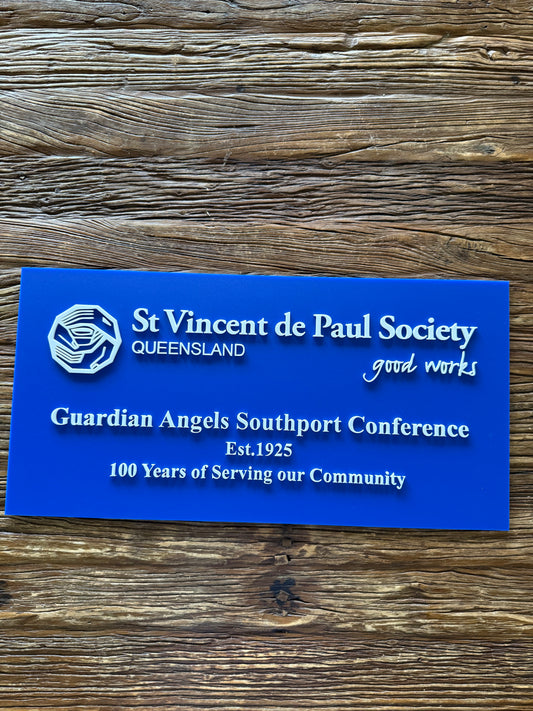 St Vincent de Paul Society
QUEENSLAND
good works
Guardian Angels Southport Conference
Est.1925
100 Years of Serving our Community